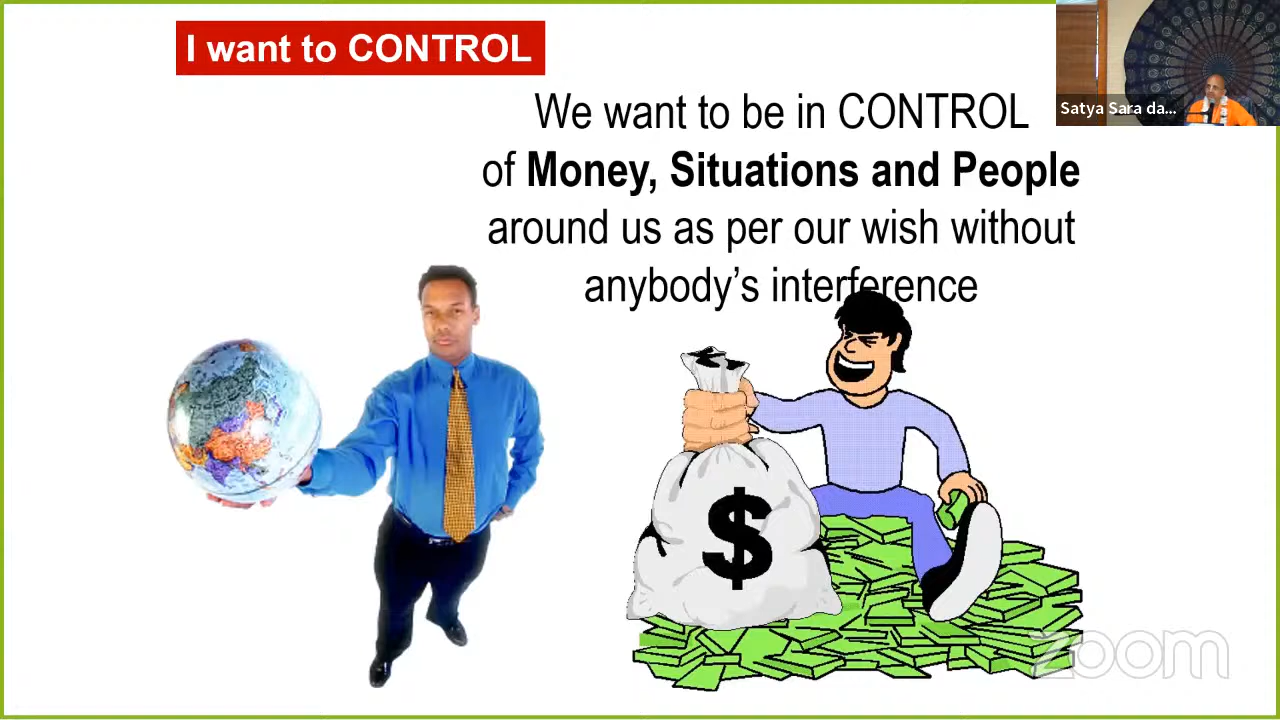 I want to CONTROL
We want to be in CONTROL
of Money, Situations and People
around us as per our wish without
anybody’s interference
Satya Sara da...
$
zoom